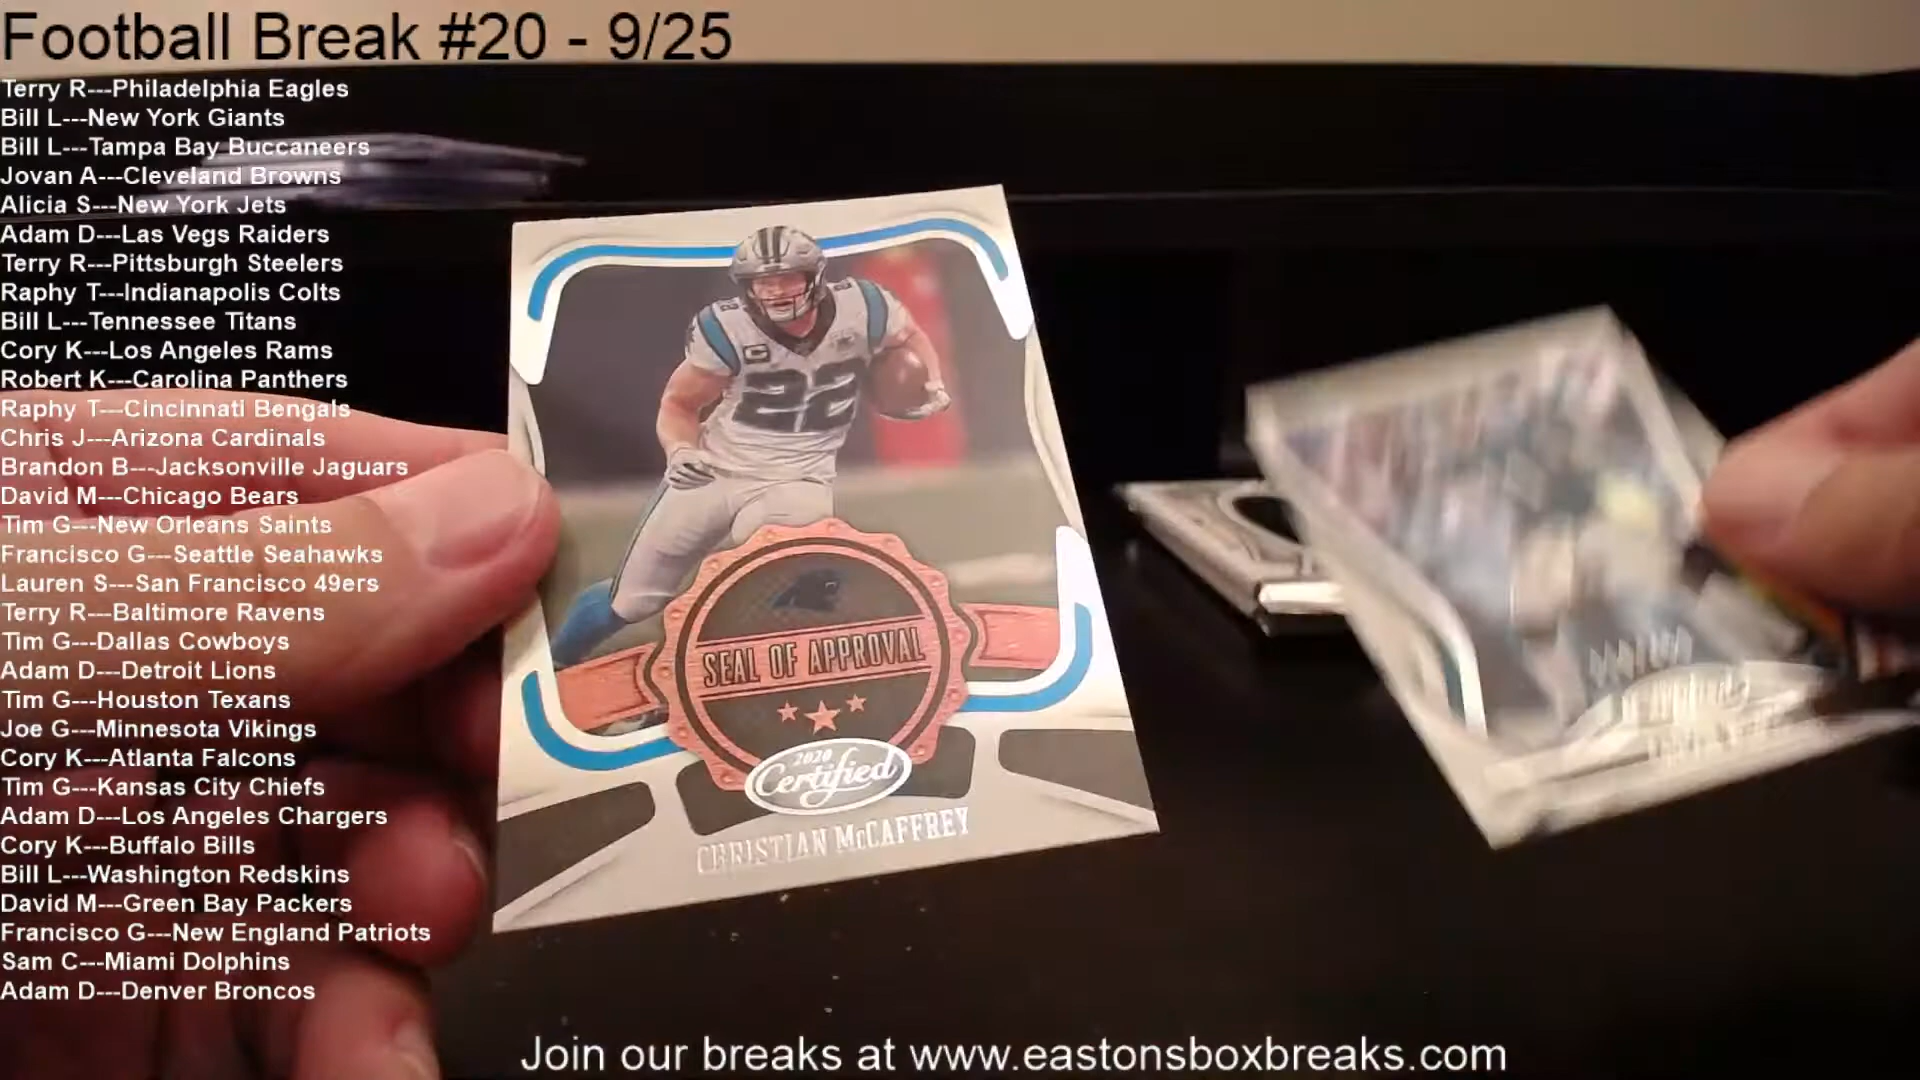 Football Break #20 - 9/25
Terry R---Philadelphia Eagles
Bill L---New York Giants
Bill L---Tampa Bay Buccaneers
Jovan A---Cleveland Browns
Alicia S---New York Jets
Adam D---Las Vegs Raiders
Terry R---Pittsburgh Steelers
Raphy T---Indianapolis Colts
Bill L---Tennessee Titans
Cory K---Los Angeles Rams
Robert K---Carolina Panthers
Raphy T---Cincinnati Bengals
Chris J---Arizona Cardinals
Brandon B---Jacksonville Jaguars
David M---Chicago Bears
Tim G---New Orleans Saints
Francisco G---Seattle Seahawks
Lauren S---San Francisco 49ers
Terry R---Baltimore Ravens
Tim G---Dallas Cowboys
Adam D---Detroit Lions
Tim G---Houston Texans
Joe G---Minnesota Vikings
Cory K---Atlanta Falcons
Tim G---Kansas City Chiefs
Adam D---Los Angeles Chargers
Cory K---Buffalo Bills
Bill L---Washington Redskins
David M---Green Bay Packers
Francisco G---New England Patriots
Sam C---Miami Dolphins
Adam D---Denver Broncos
22
SEAL OF APPROVAL
2020
Certified
CHRISTIAN McCAFFREY
Join our breaks at www.eastonsboxbreaks.com